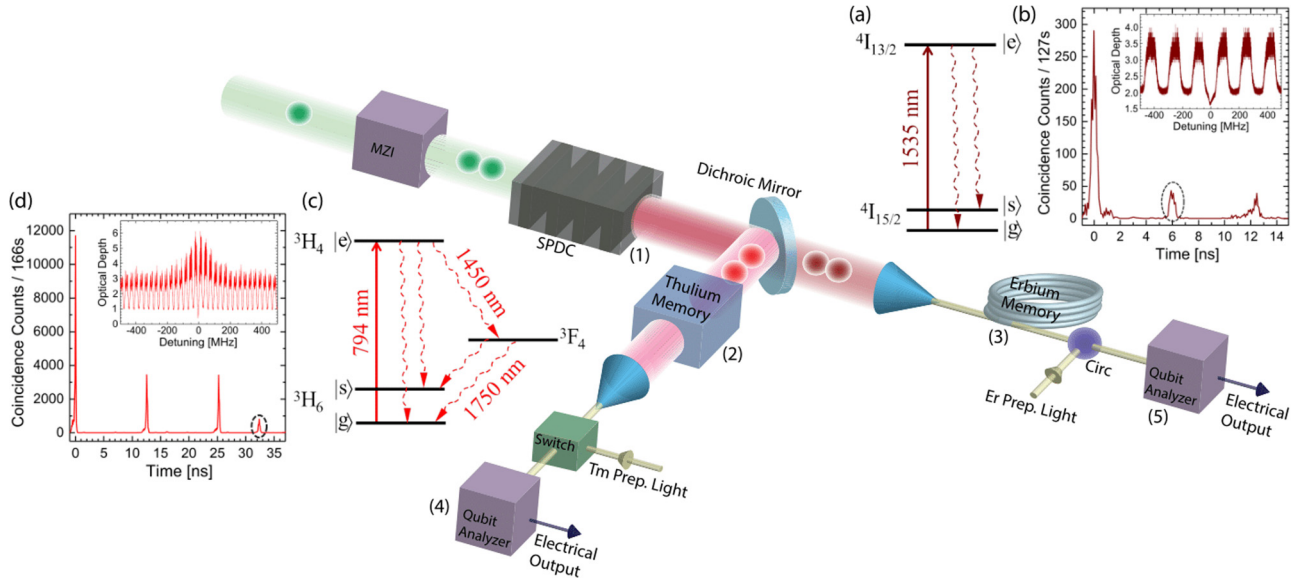 (a)
⁴I13/2
|e⟩
1535 nm
⁴I15/2
|s⟩
|g⟩
(b)
Coincidence Counts / 127s
300
250
200
150
100
50
0
0 2 4 6 8 10 12 14
Time [ns]
Optical Depth
4.0
3.5
3.0
2.5
2.0
1.5
-400 -200 0 200 400
Detuning [MHz]
MZI
SPDC
(1)
Dichroic Mirror
Thulium
Memory
(2)
Erbium
Memory
(3)
Circ
Er Prep. Light
Qubit
Analyzer
(5)
Electrical
Output
Switch
Tm Prep. Light
(4)
Qubit
Analyzer
Electrical
Output
(c)
³H4
|e⟩
1450 nm
794 nm
³F4
1750 nm
³H6
|s⟩
|g⟩
(d)
Coincidence Counts / 166s
12000
10000
8000
6000
4000
2000
0
0 5 10 15 20 25 30 35
Time [ns]
Optical Depth
6
5
4
3
2
1
0
-400 -200 0 200 400
Detuning [MHz]